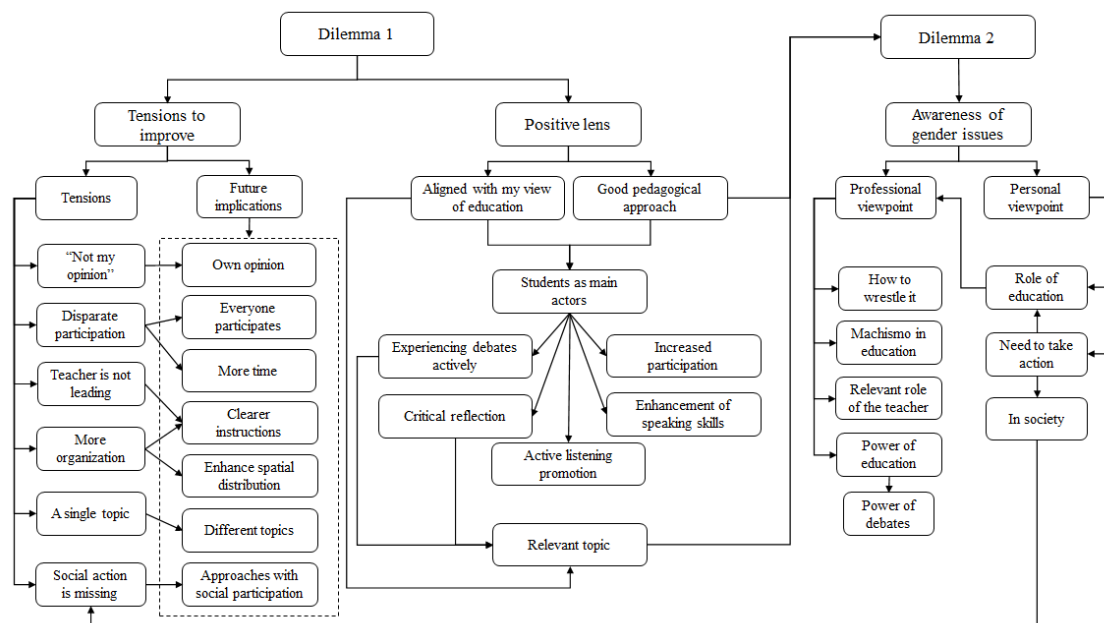 Dilemma 1
Dilemma 2
Tensions to
improve
Positive lens
Awareness of
gender issues
Tensions
Future
implications
Aligned with my view
of education
Good pedagogical
approach
Professional
viewpoint
Personal
viewpoint
“Not my
opinion”
Own opinion
Disparate
participation
Everyone
participates
More time
Teacher is not
leading
Clearer
instructions
More
organization
Enhance spatial
distribution
A single topic
Different topics
Social action
is missing
Approaches with
social participation
Students as main
actors
Experiencing debates
actively
Increased
participation
Critical reflection
Enhancement of
speaking skills
Active listening
promotion
Relevant topic
How to
wrestle it
Role of
education
Machismo in
education
Need to take
action
Relevant role
of the teacher
In society
Power of
education
Power of
debates